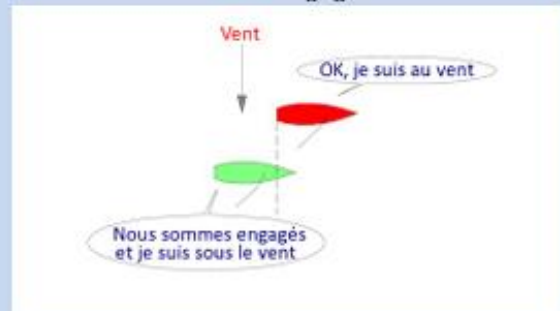 Vent
OK, je suis au vent
Nous sommes engagés
et je suis sous le vent